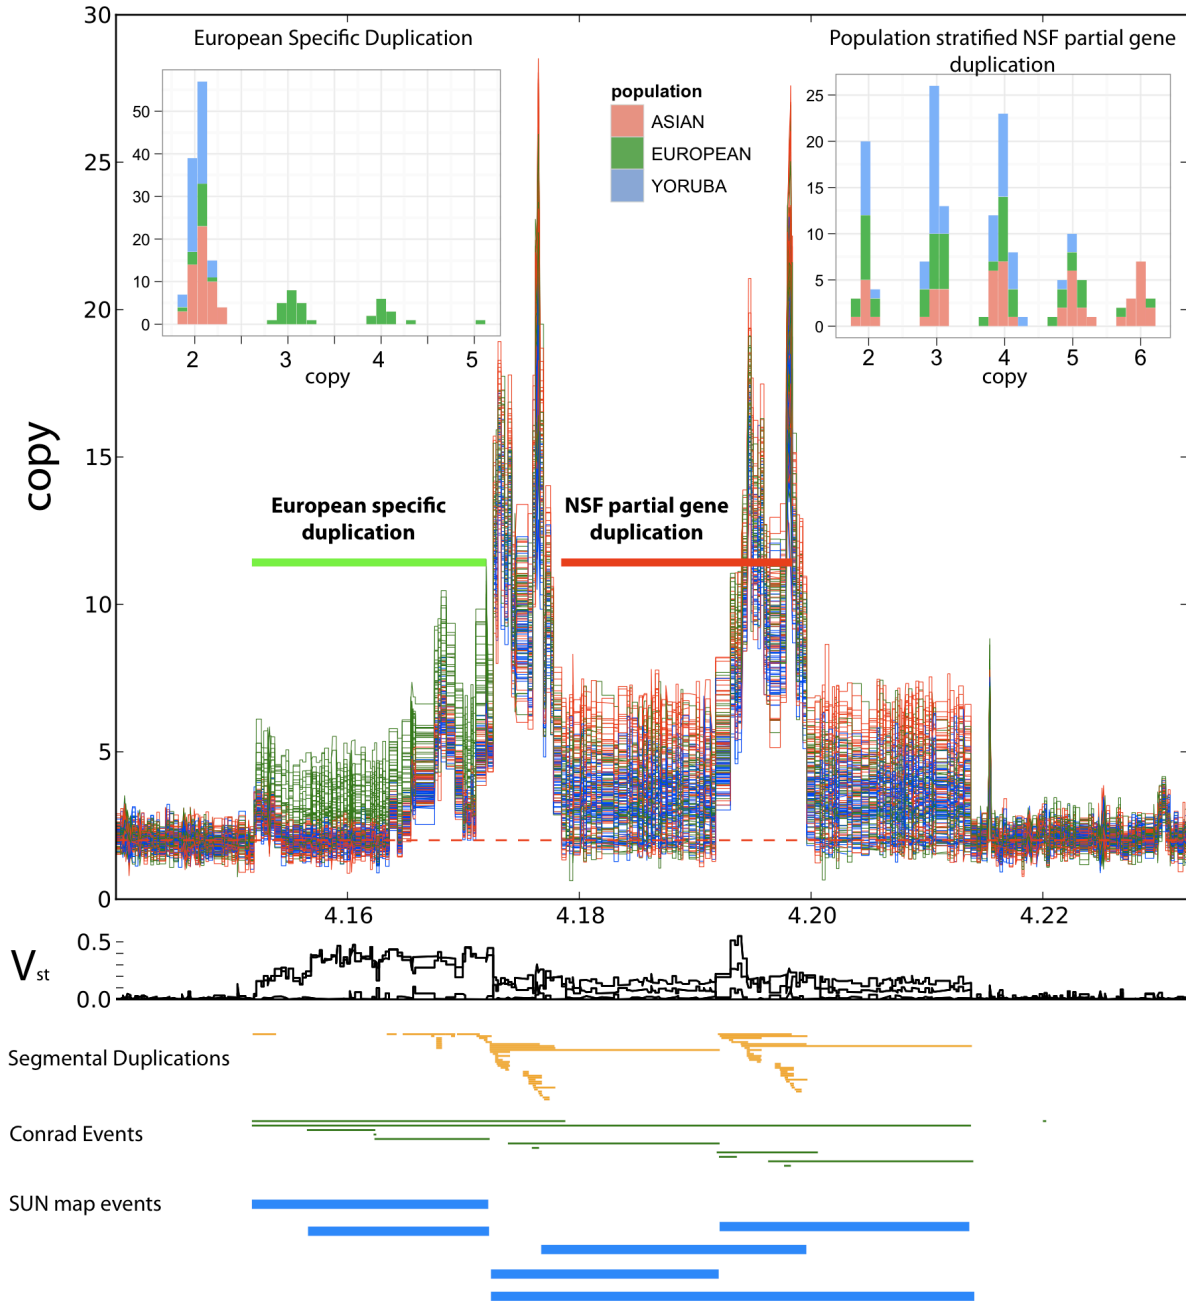 30
25
20
15
10
5
0
copy
European Specific Duplication
50
40
30
20
10
0
2 3 4 5
copy
population
ASIAN
EUROPEAN
YORUBA
Population stratified NSF partial gene
duplication
25
20
15
10
5
0
2 3 4 5 6
copy
European specific
duplication
NSF partial gene
duplication
4.16 4.18 4.20 4.22
Vst
0.5
0.0
Segmental Duplications
Conrad Events
SUN map events